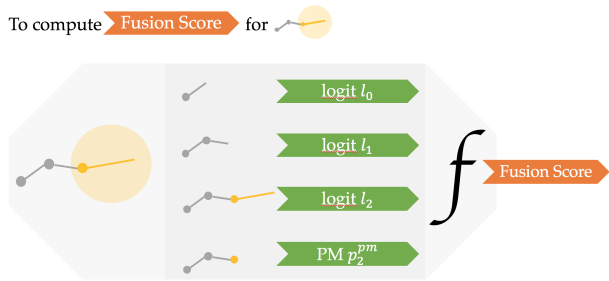 To compute Fusion Score for
logit l₀
logit l₁
logit l₂
PM p₂ᵖᵐ
f
Fusion Score